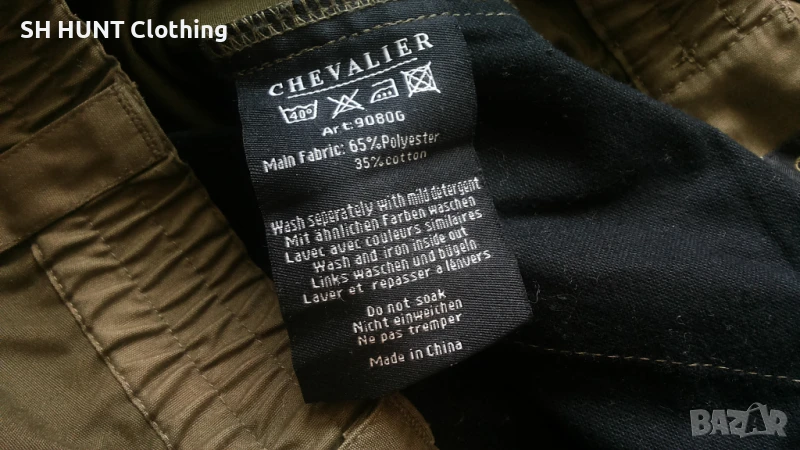 SH HUNT Clothing
CHEVALIER
40°
Art:9080G
Main Fabric: 65%Polyester
35%cotton
Wash seperately with mild detergent
Mit ähnlichen Farben waschen
Lavec avec couleurs similaires
Wash and iron inside out
Links waschen und bügeln
Laver et repasser a lènvers
Do not soak
Nicht einweichen
Ne pas tremper
Made in China
BAZAR